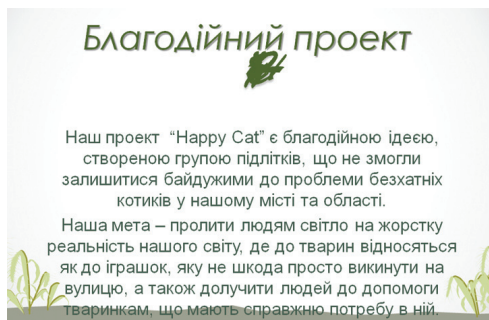 Благодійний проект
Наш проект “Happy Cat” є благодійною ідеєю,
створеною групою підлітків, що не змогли
залишитися байдужими до проблеми безхатніх
котиків у нашому місті та області.
Наша мета – пролити людям світло на жорстку
реальність нашого світу, де до тварин відносяться
як до іграшок, яку не шкода просто викинути на
вулицю, а також долучити людей до допомоги
тваринкам, що мають справжню потребу в ній.